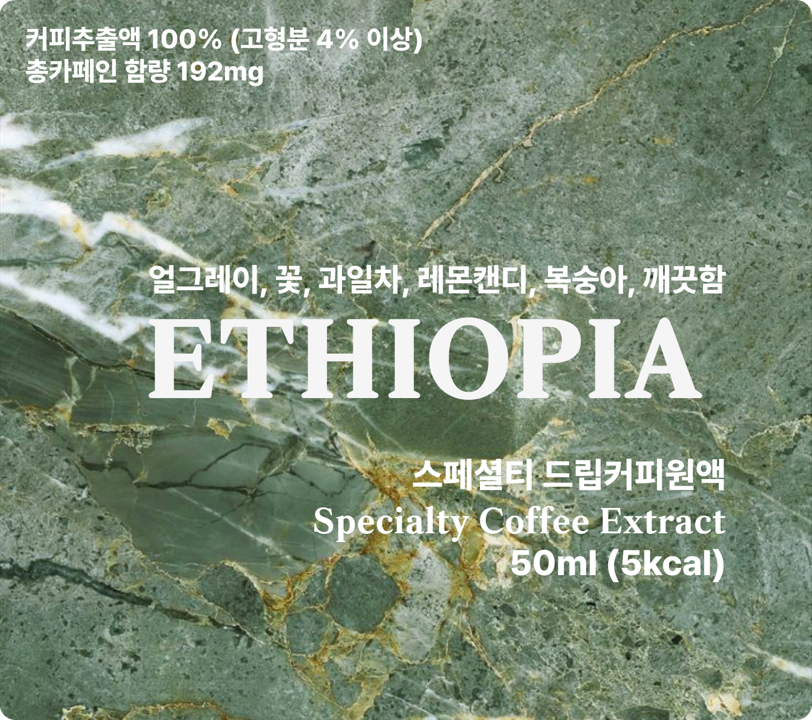 커피추출액 100% (고형분 4% 이상)
총카페인 함량 192mg
얼그레이, 꽃, 과일차, 레몬캔디, 복숭아, 깨끗함
ETHIOPIA
스페셜티 드립커피원액
Specialty Coffee Extract
50ml (5kcal)